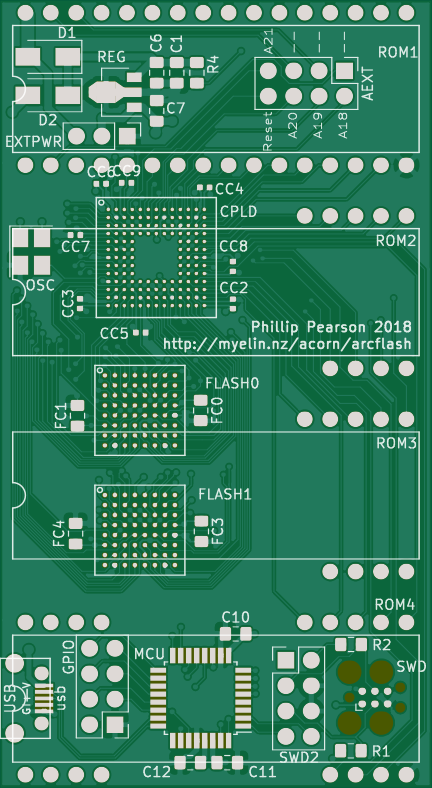 D1
C6
C1
REG
R4
ROM1
A21
AEXT
D2
C7
EXTPWR
Reset
A20
A19
A18
CC6
CC9
CC4
CPLD
CC7
CC8
ROM2
OSC
CC3
CC2
CC5
Phillip Pearson 2018
http://myelin.nz/acorn/arcflash
FLASH0
FC1
FC0
ROM3
FLASH1
FC4
FC3
ROM4
C10
GPIO
MCU
R2
SWD
USB
usb
SWD2
R1
C12
C11